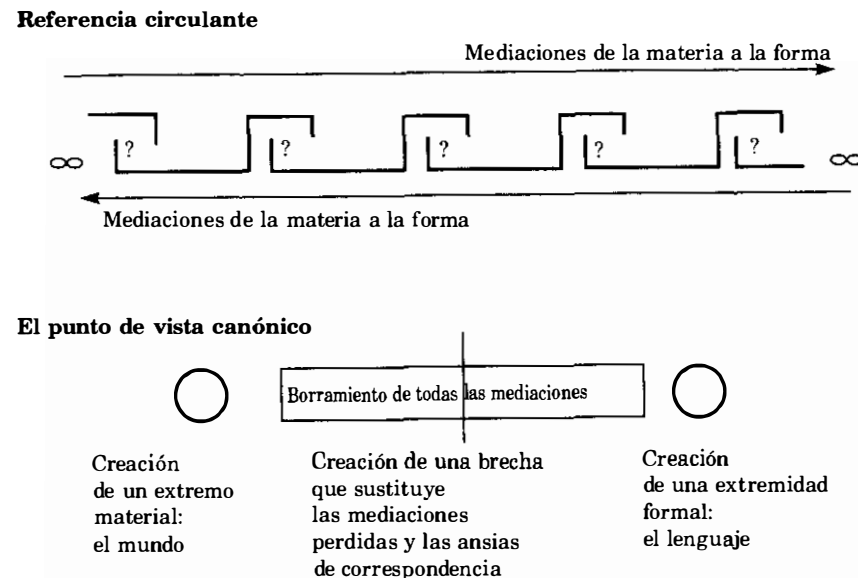 Referencia circulante
Mediaciones de la materia a la forma
∞ ? ? ? ? ? ∞
Mediaciones de la materia a la forma
El punto de vista canónico
Borramiento de todas las mediaciones
Creación
de un extremo
material:
el mundo
Creación de una brecha
que sustituye
las mediaciones
perdidas y las ansias
de correspondencia
Creación
de una extremidad
formal:
el lenguaje